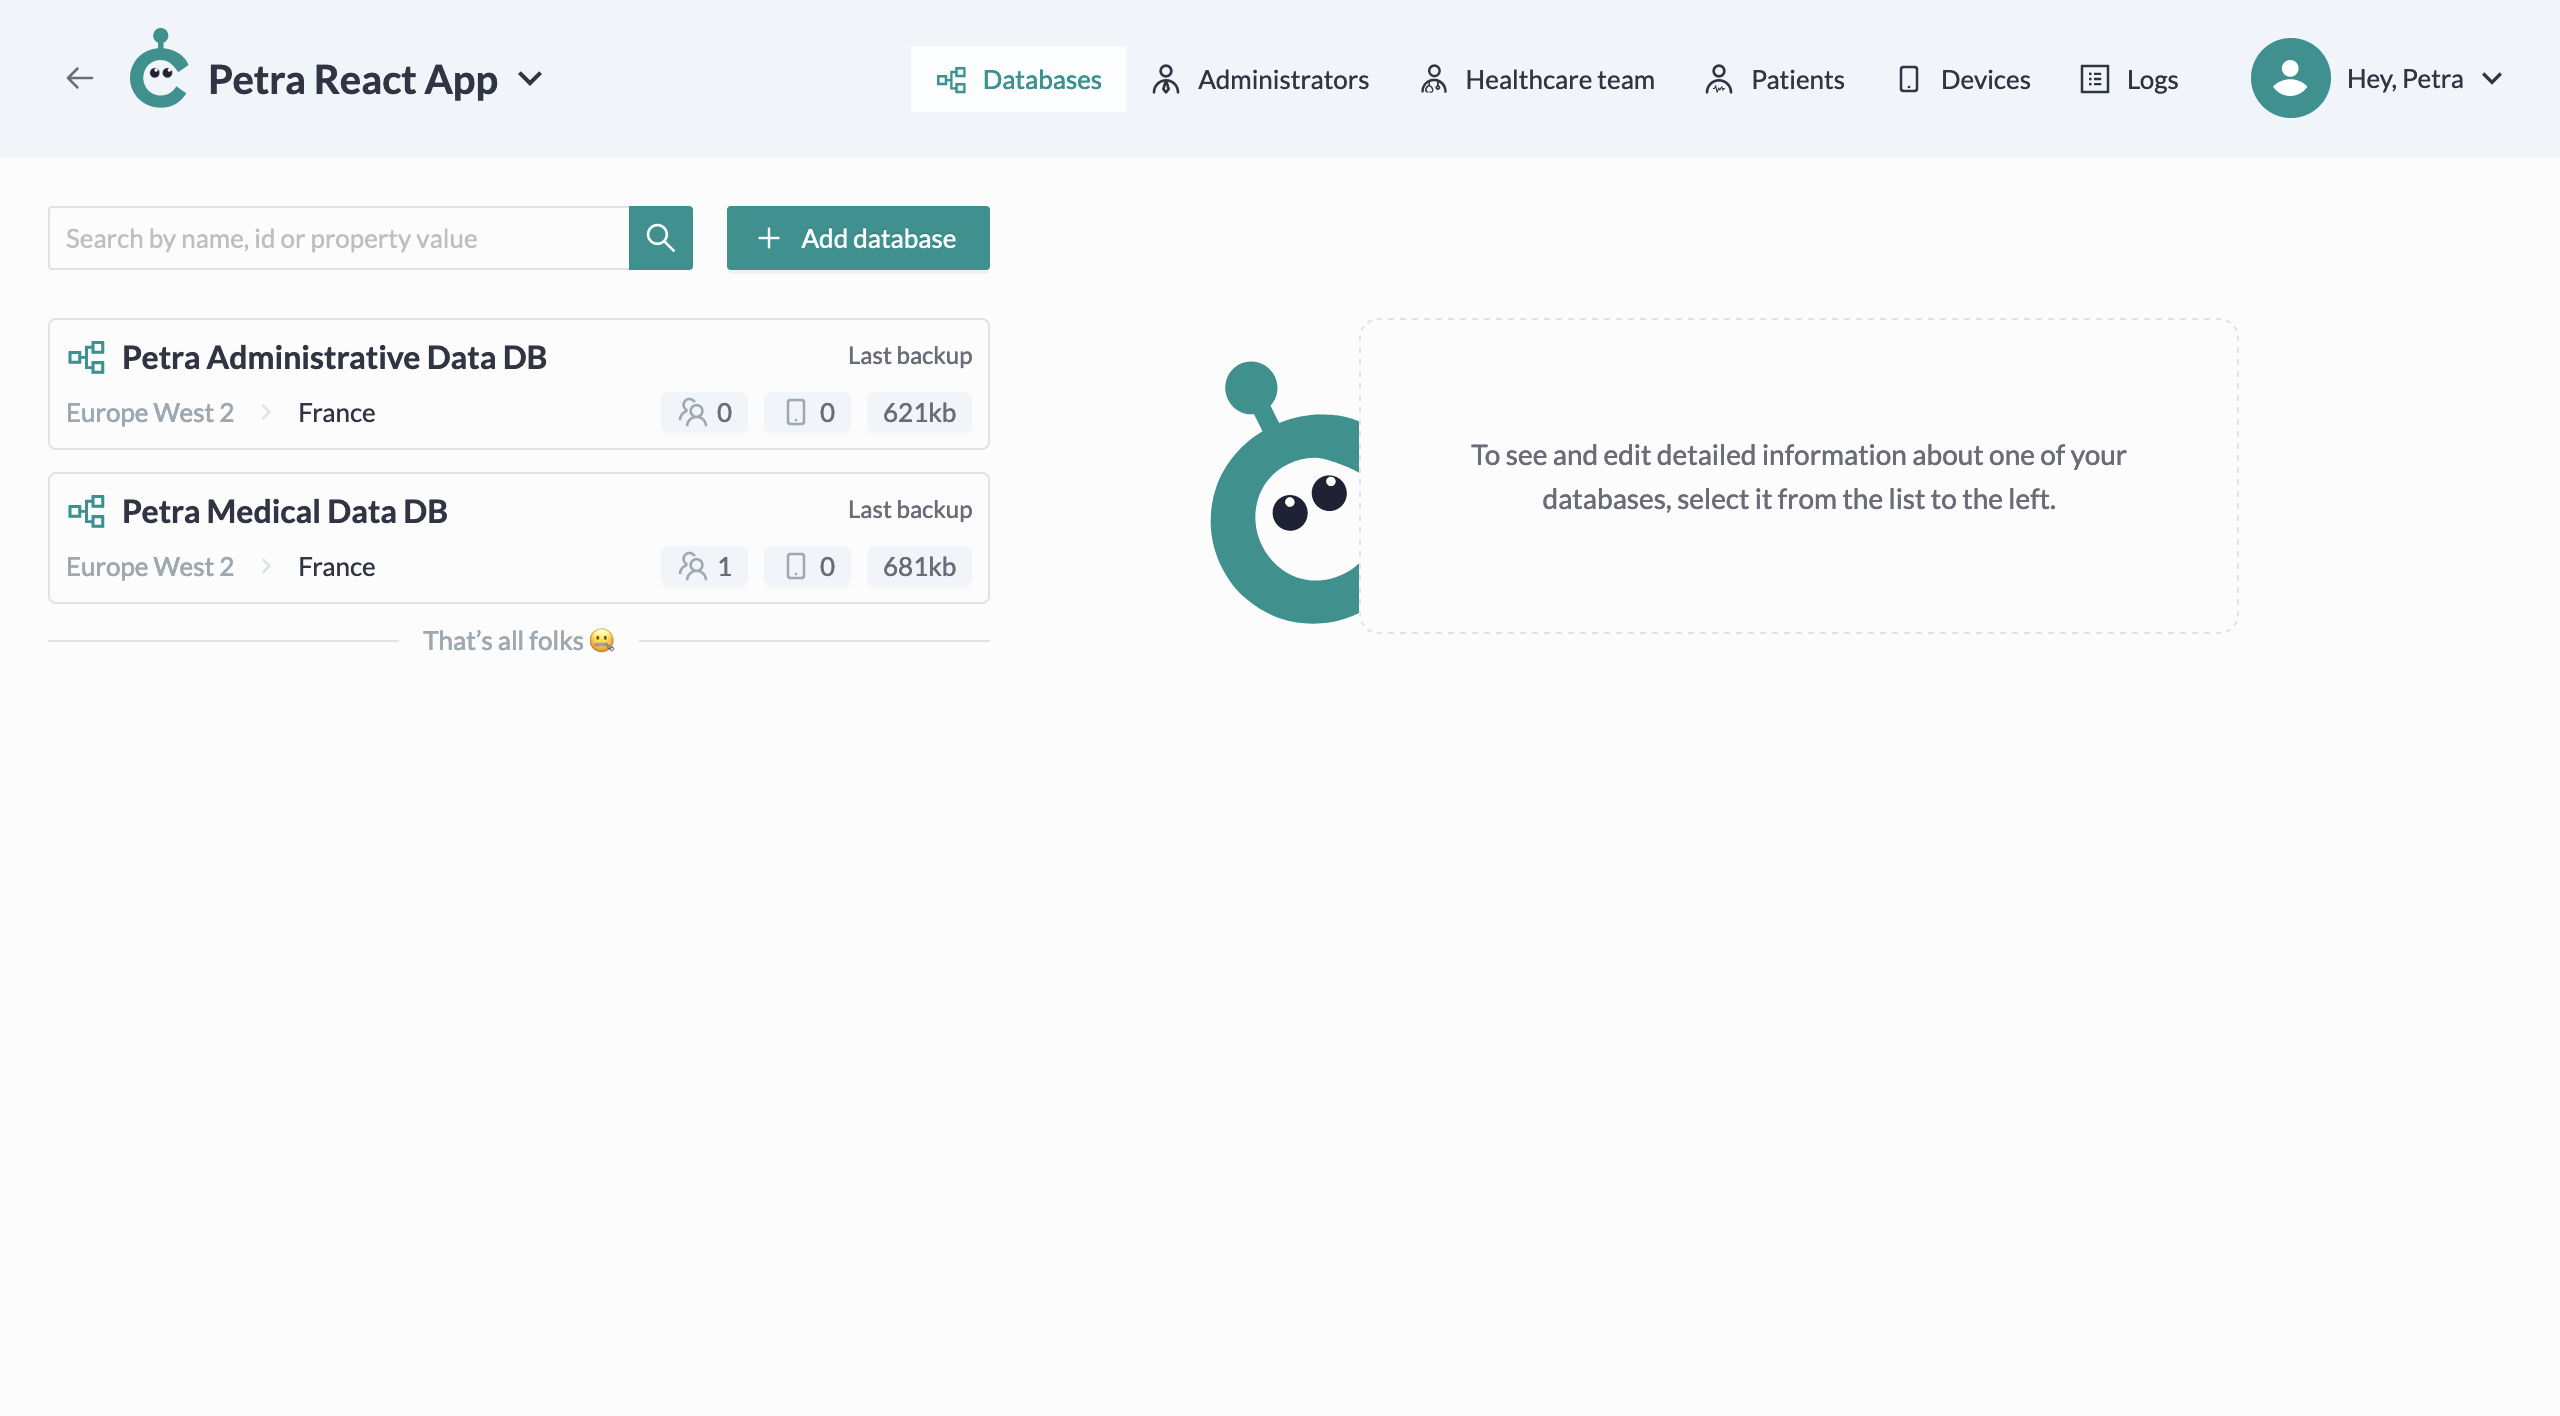 Petra React App
Databases
Administrators
Healthcare team
Patients
Devices
Logs
Hey, Petra
Search by name, id or property value
Add database
Petra Administrative Data DB
Last backup
Europe West 2
France
0
0
621kb
Petra Medical Data DB
Last backup
Europe West 2
France
1
0
681kb
That’s all folks 🤐
To see and edit detailed information about one of your
databases, select it from the list to the left.